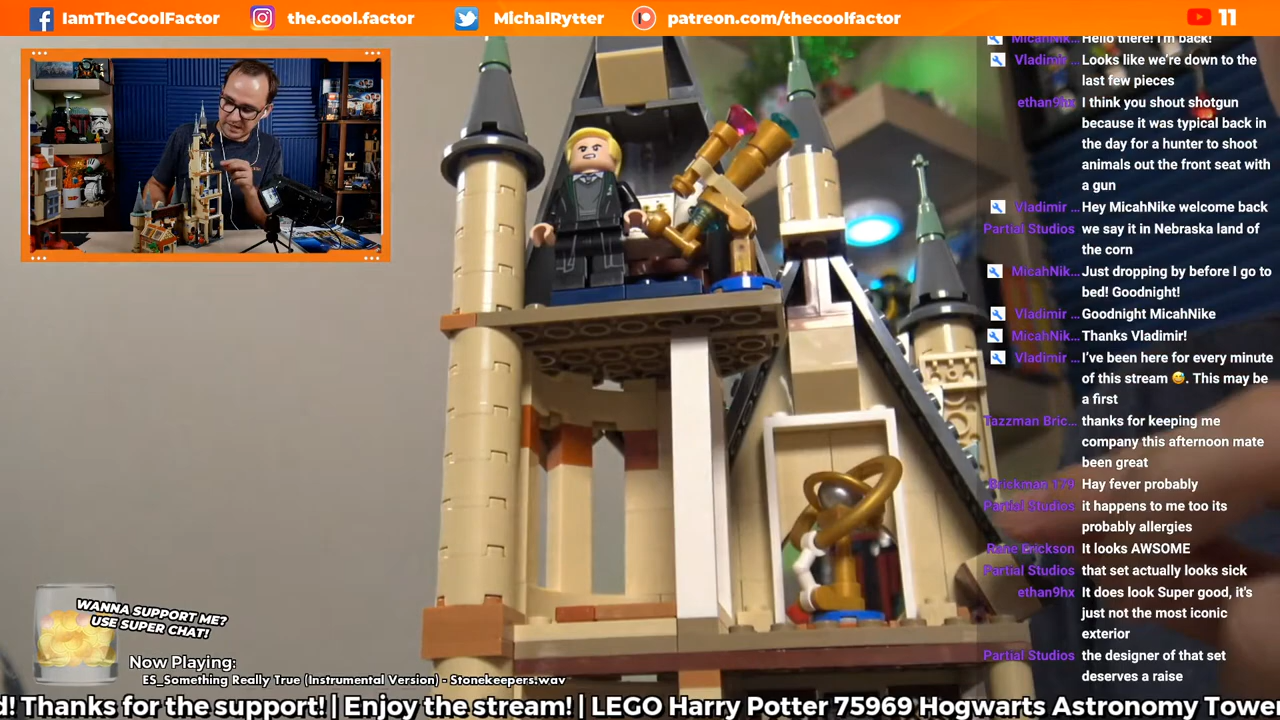 IamTheCoolFactor the.cool.factor MichalRytter patreon.com/thecoolfactor 11
MicahNik... Hello there! I'm back!
Vladimir ... Looks like we're down to the
last few pieces
ethan9hx I think you shout shotgun
because it was typical back in
the day for a hunter to shoot
animals out the front seat with
a gun
Vladimir ... Hey MicahNike welcome back
Partial Studios we say it in Nebraska land of
the corn
MicahNik... Just dropping by before I go to
bed! Goodnight!
Vladimir ... Goodnight MicahNike
MicahNik... Thanks Vladimir!
Vladimir ... I've been here for every minute
of this stream 😅. This may be
a first
Tazzman Bric... thanks for keeping me
company this afternoon mate
been great
Brickman 179 Hay fever probably
Partial Studios it happens to me too its
probably allergies
Rane Erickson It looks AWSOME
Partial Studios that set actually looks sick
ethan9hx It does look Super good, it's
just not the most iconic
exterior
Partial Studios the designer of that set
deserves a raise
WANNA SUPPORT ME?
USE SUPER CHAT!
Now Playing:
ES_Something Really True (Instrumental Version) - Stonekeepers.wav
d! Thanks for the support! | Enjoy the stream! | LEGO Harry Potter 75969 Hogwarts Astronomy Towe